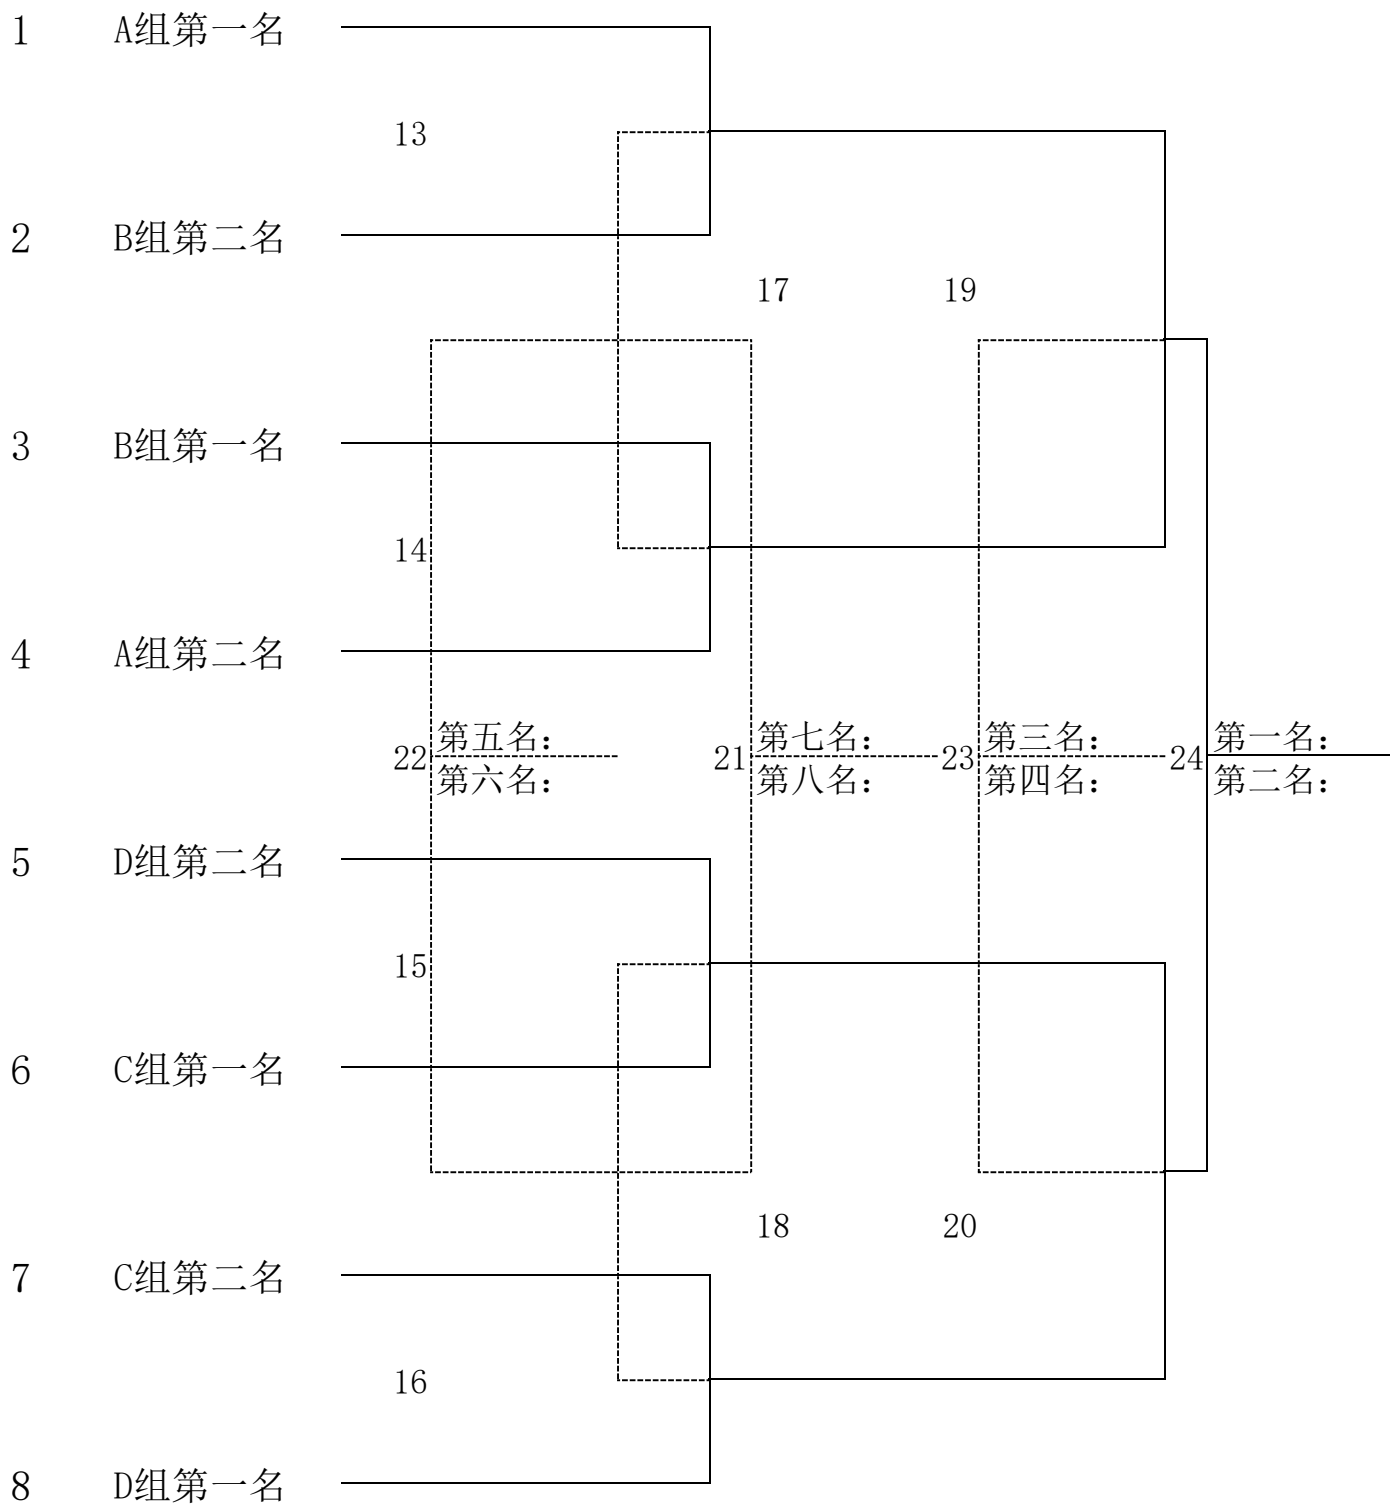 1 A组第一名
13
2 B组第二名
17 19
3 B组第一名
14
4 A组第二名
第五名： 第七名： 第三名： 第一名：
22 21 23 24
第六名： 第八名： 第四名： 第二名：
5 D组第二名
15
6 C组第一名
18 20
7 C组第二名
16
8 D组第一名